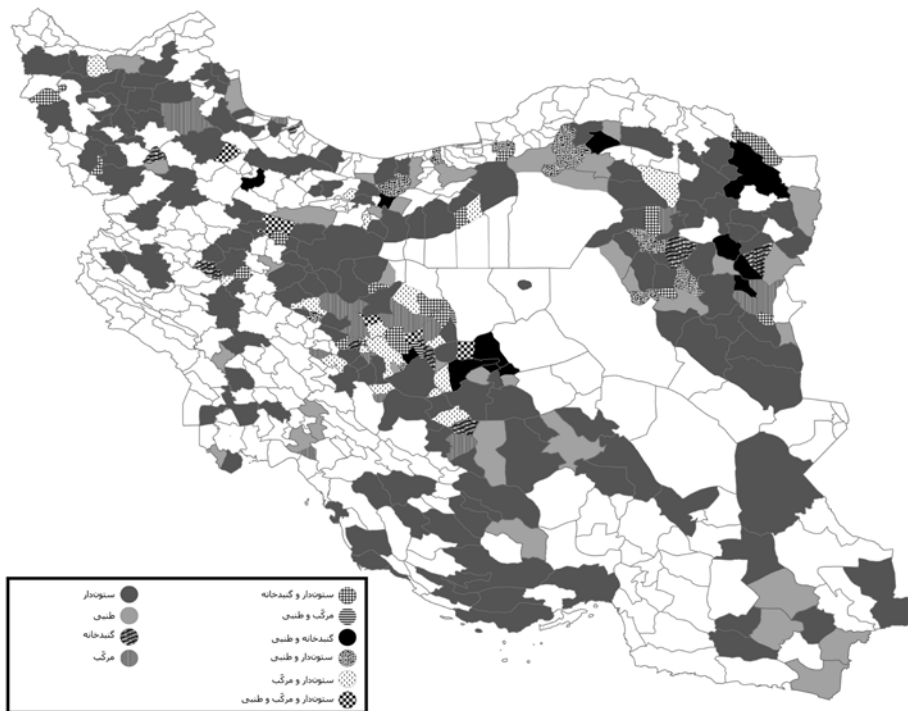 ستون‌دار و گنبدخانه
مرکّب و طنبی
گنبدخانه و طنبی
ستون‌دار و طنبی
ستون‌دار و مرکّب
ستون‌دار و مرکّب و طنبی
ستون‌دار
طنبی
گنبدخانه
مرکّب